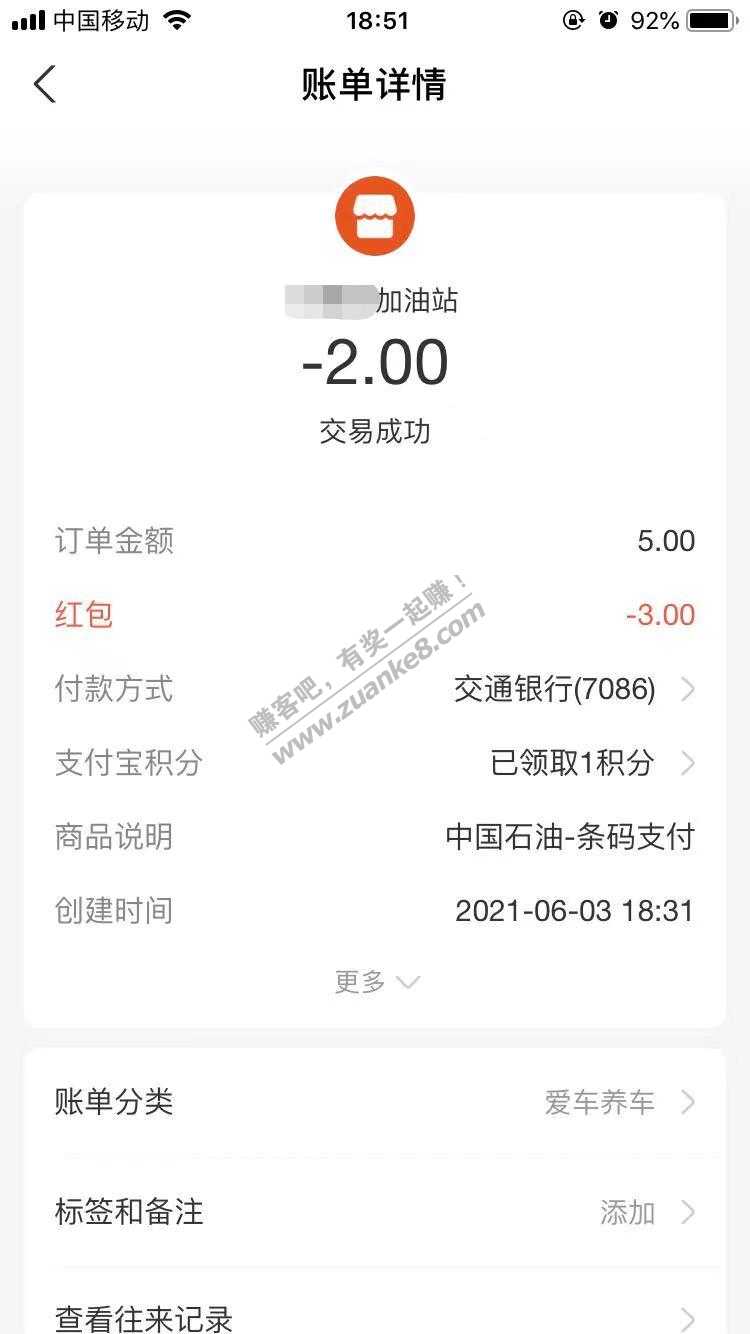 中国移动 18:51 92%
账单详情
加油站
-2.00
交易成功
订单金额 5.00
红包 -3.00
付款方式 交通银行(7086)
支付宝积分 已领取1积分
商品说明 中国石油-条码支付
创建时间 2021-06-03 18:31
更多
赚客吧，有奖一起赚！
www.zuanke8.com
账单分类 爱车养车
标签和备注 添加
查看往来记录